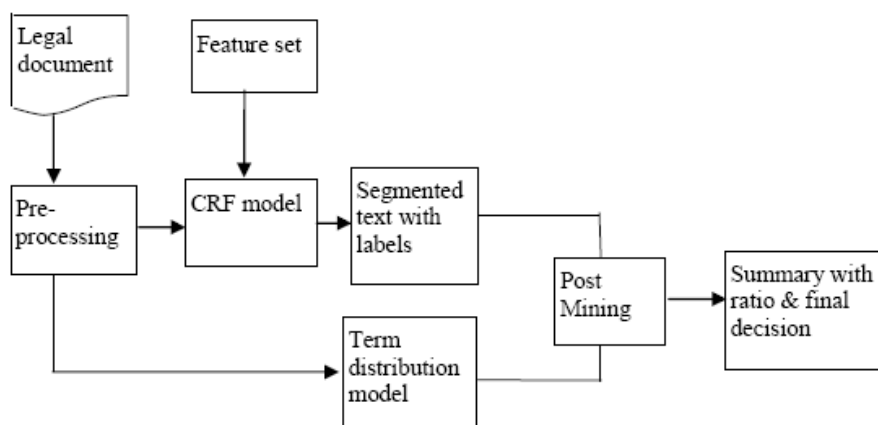 Legal
document
Feature set
Pre-
processing
CRF model
Segmented
text with
labels
Post
Mining
Summary with
ratio & final
decision
Term
distribution
model